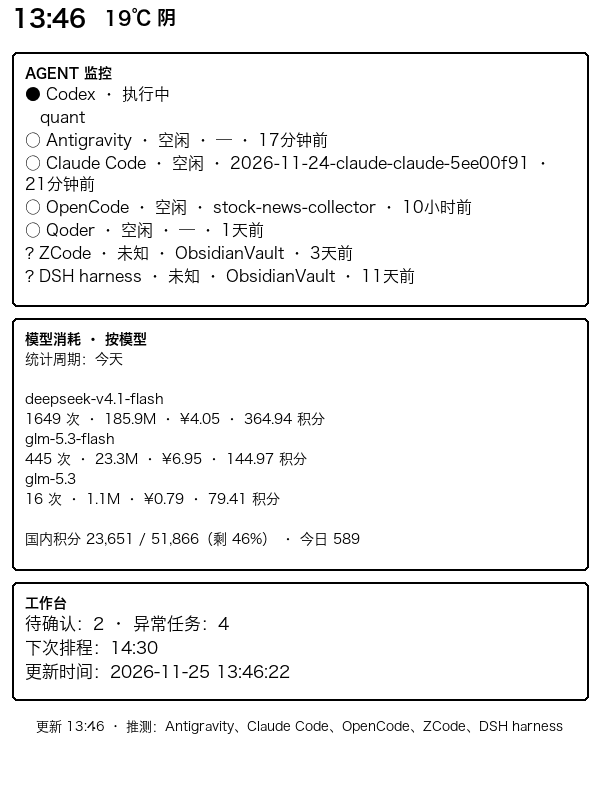 13:46 19℃ 阴
AGENT 监控
● Codex · 执行中
quant
○ Antigravity · 空闲 · — · 17分钟前
○ Claude Code · 空闲 · 2026-11-24-claude-claude-5ee00f91 ·
21分钟前
○ OpenCode · 空闲 · stock-news-collector · 10小时前
○ Qoder · 空闲 · — · 1天前
? ZCode · 未知 · ObsidianVault · 3天前
? DSH harness · 未知 · ObsidianVault · 11天前
模型消耗 · 按模型
统计周期：今天
deepseek-v4.1-flash
1649 次 · 185.9M · ¥4.05 · 364.94 积分
glm-5.3-flash
445 次 · 23.3M · ¥6.95 · 144.97 积分
glm-5.3
16 次 · 1.1M · ¥0.79 · 79.41 积分
国内积分 23,651 / 51,866（剩 46%） · 今日 589
工作台
待确认：2 · 异常任务：4
下次排程：14:30
更新时间：2026-11-25 13:46:22
更新 13:46 · 推测：Antigravity、Claude Code、OpenCode、ZCode、DSH harness